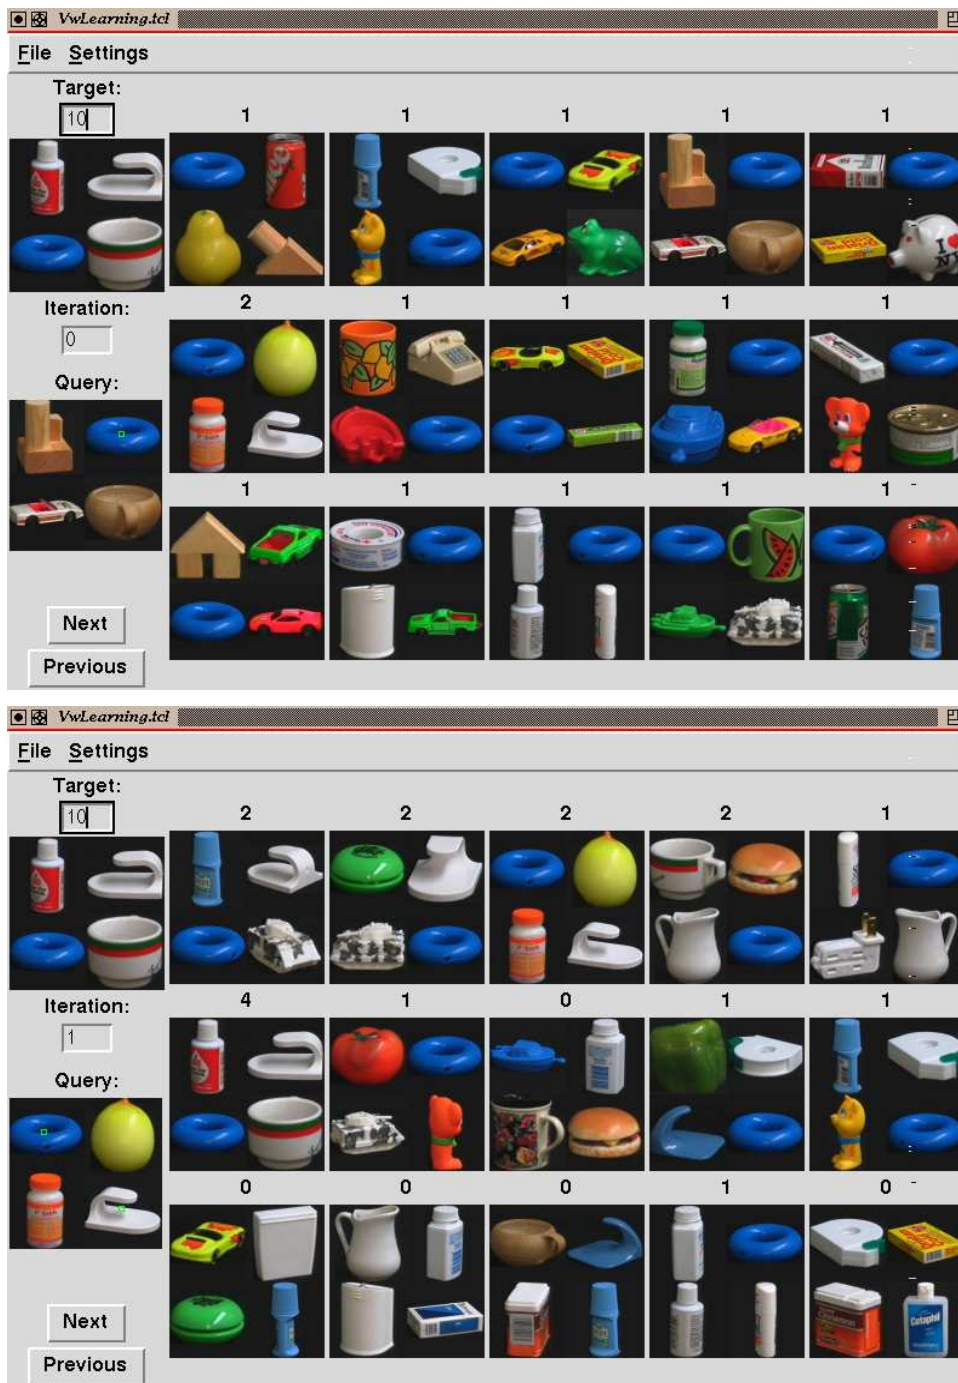 VwLearning.tcl
File Settings
Target:
10
1 1 1 1 1
Iteration:
0
2 1 1 1 1
Query:
1 1 1 1 1
Next
Previous
I
NY
VwLearning.tcl
File Settings
Target:
10
2 2 2 2 1
Iteration:
1
4 1 0 1 1
Query:
0 0 0 1 0
Cetaphil
Next
Previous